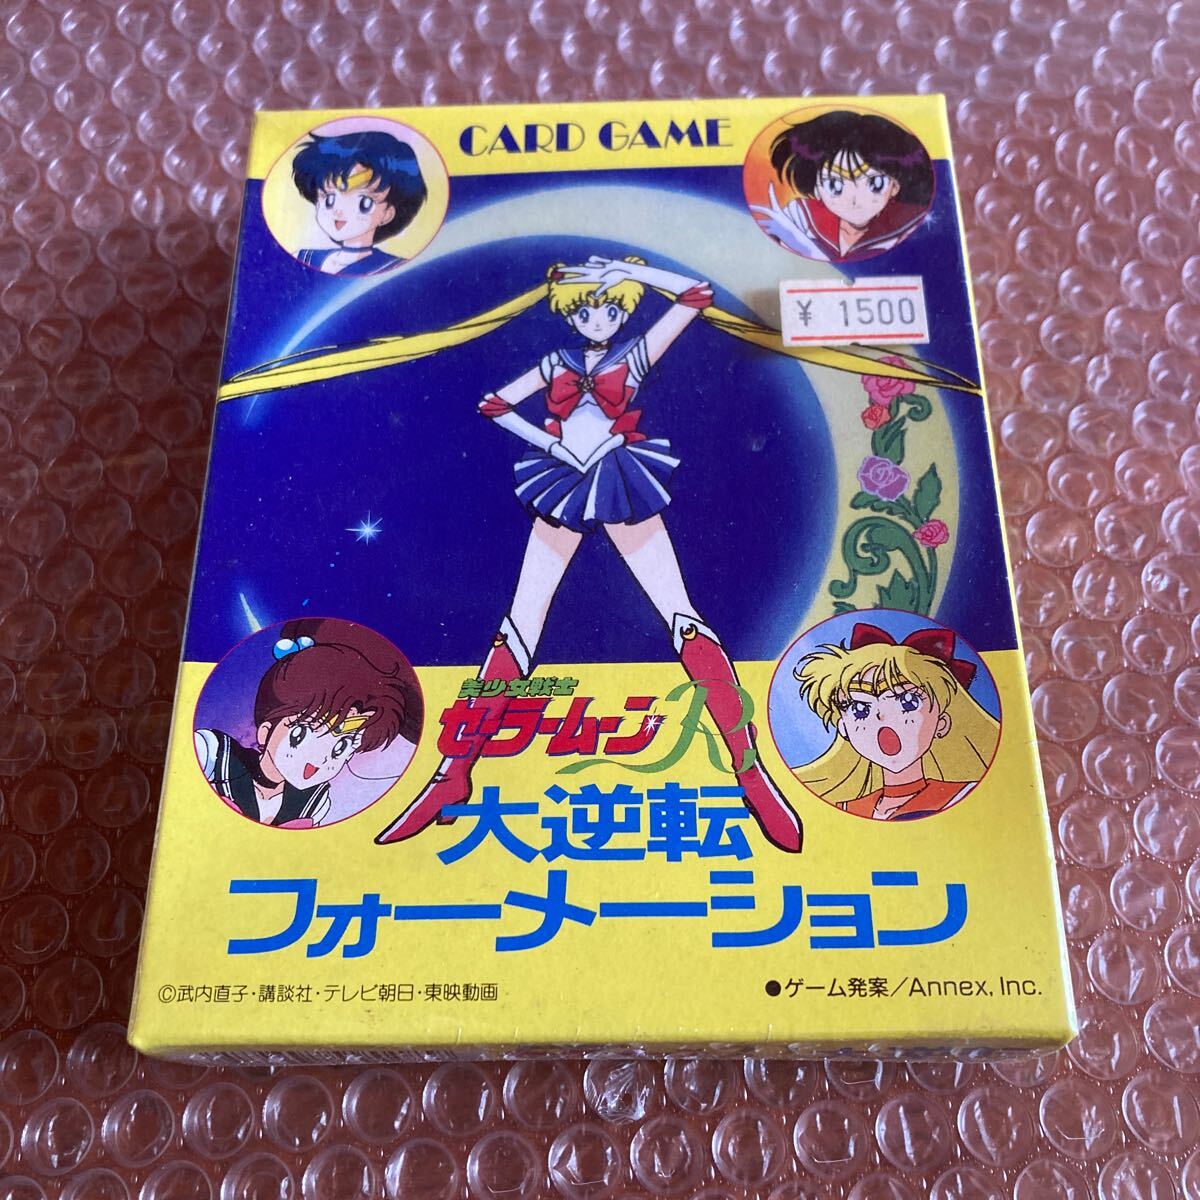 CARD GAME
¥ 1500
美少女戦士
セーラームーンR
大逆転
フォーメーション
©武内直子・講談社・テレビ朝日・東映動画
●ゲーム発案/Annex, Inc.